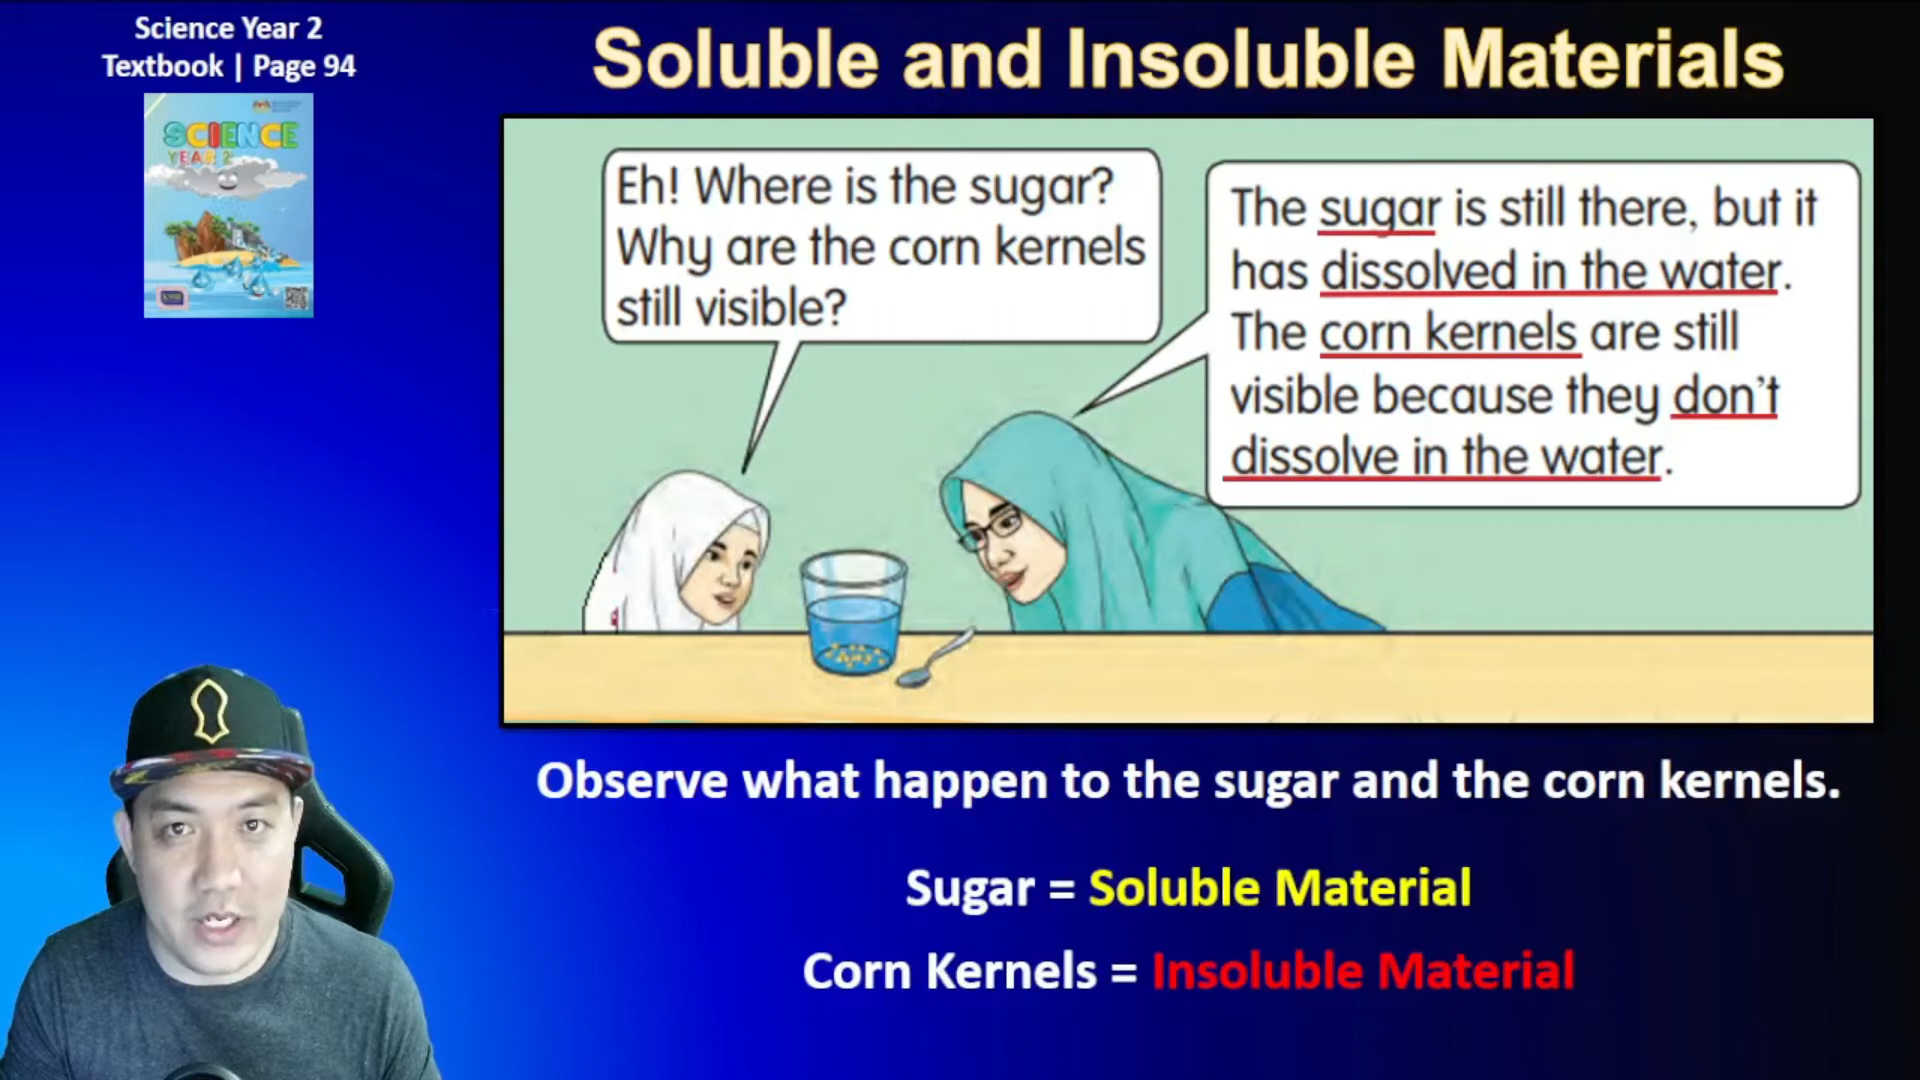 Science Year 2
Textbook | Page 94
SCIENCE
YEAR 2
Soluble and Insoluble Materials
Eh! Where is the sugar?
Why are the corn kernels
still visible?
The sugar is still there, but it
has dissolved in the water.
The corn kernels are still
visible because they don't
dissolve in the water.
Observe what happen to the sugar and the corn kernels.
Sugar = Soluble Material
Corn Kernels = Insoluble Material